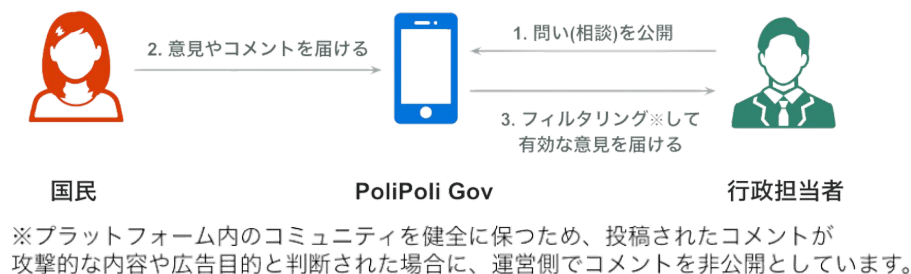 2. 意見やコメントを届ける
1. 問い(相談)を公開
3. フィルタリング※して
有効な意見を届ける
国民
PoliPoli Gov
行政担当者
※プラットフォーム内のコミュニティを健全に保つため、投稿されたコメントが
攻撃的な内容や広告目的と判断された場合に、運営側でコメントを非公開としています。